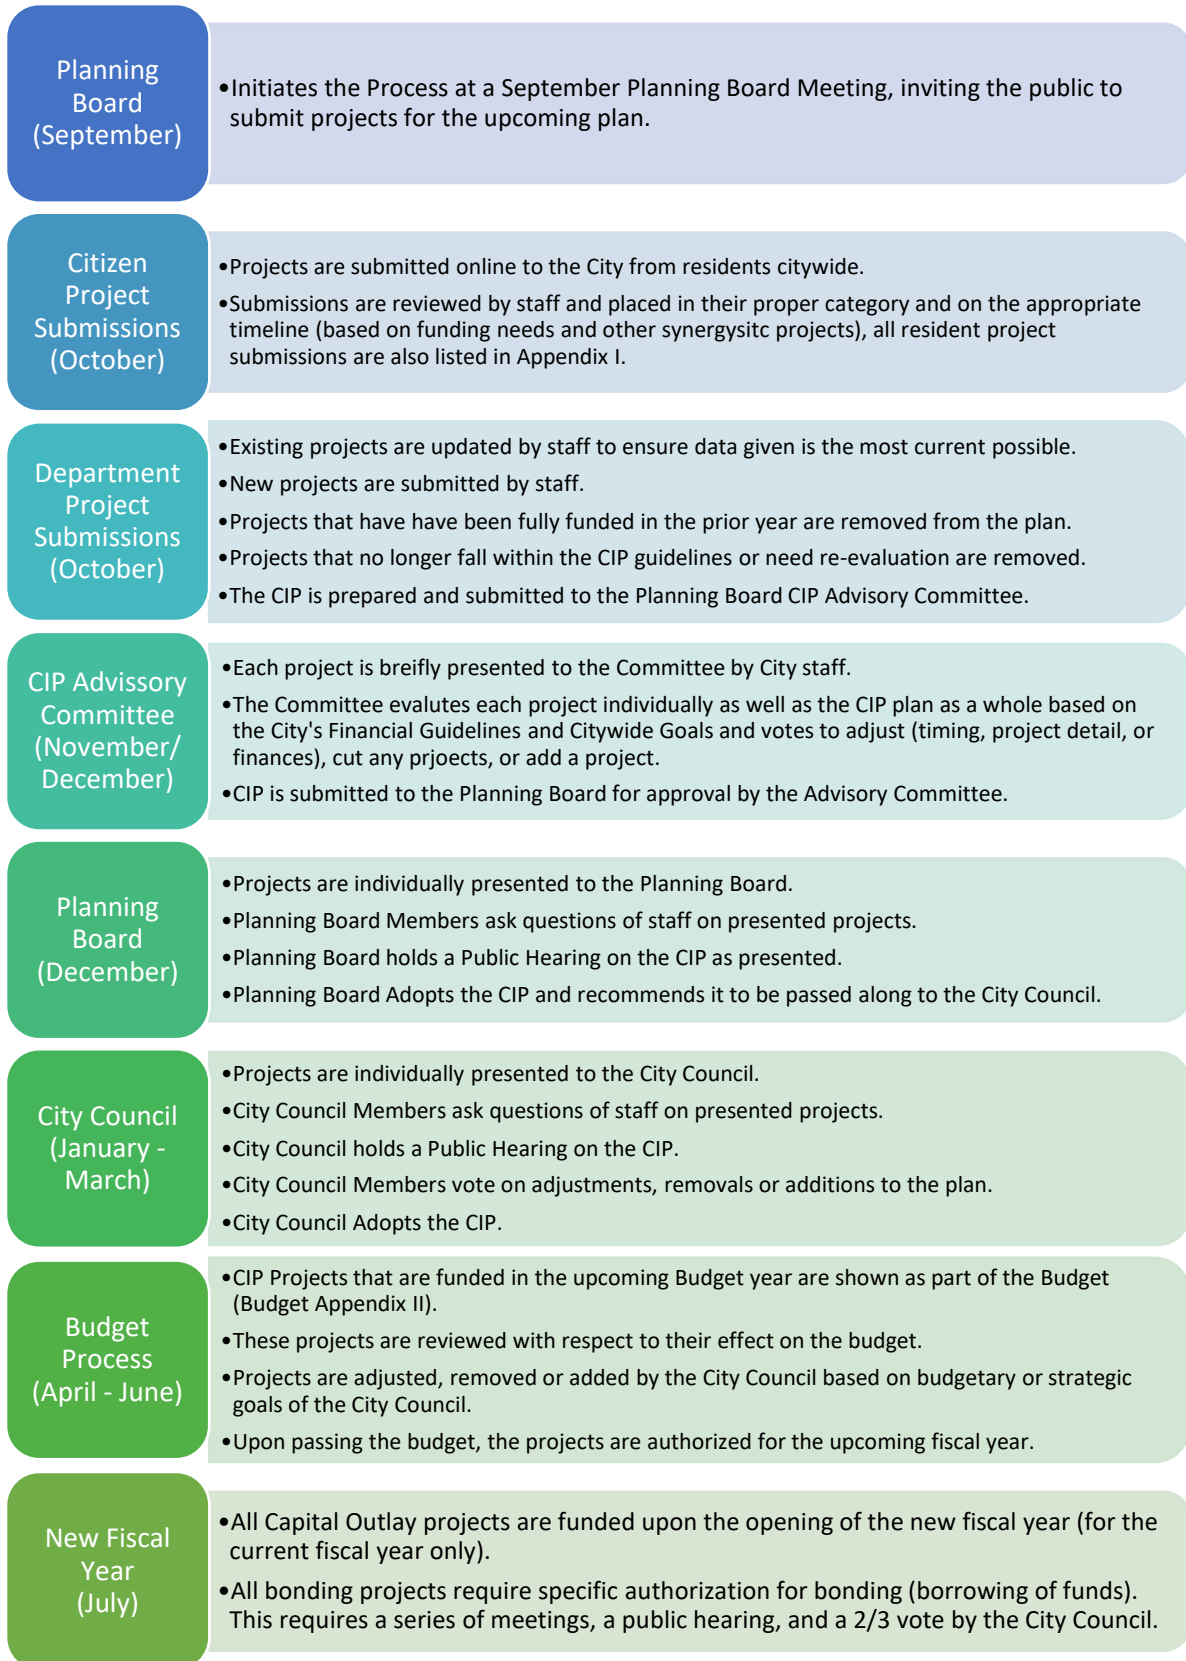 Planning
Board
(September)
•Initiates the Process at a September Planning Board Meeting, inviting the public to
submit projects for the upcoming plan.
Citizen
Project
Submissions
(October)
•Projects are submitted online to the City from residents citywide.
•Submissions are reviewed by staff and placed in their proper category and on the appropriate
timeline (based on funding needs and other synergysitc projects), all resident project
submissions are also listed in Appendix I.
Department
Project
Submissions
(October)
•Existing projects are updated by staff to ensure data given is the most current possible.
•New projects are submitted by staff.
•Projects that have have been fully funded in the prior year are removed from the plan.
•Projects that no longer fall within the CIP guidelines or need re-evaluation are removed.
•The CIP is prepared and submitted to the Planning Board CIP Advisory Committee.
CIP Advissory
Committee
(November/
December)
•Each project is breifly presented to the Committee by City staff.
•The Committee evalutes each project individually as well as the CIP plan as a whole based on
the City's Financial Guidelines and Citywide Goals and votes to adjust (timing, project detail, or
finances), cut any prjoects, or add a project.
•CIP is submitted to the Planning Board for approval by the Advisory Committee.
Planning
Board
(December)
•Projects are individually presented to the Planning Board.
•Planning Board Members ask questions of staff on presented projects.
•Planning Board holds a Public Hearing on the CIP as presented.
•Planning Board Adopts the CIP and recommends it to be passed along to the City Council.
City Council
(January -
March)
•Projects are individually presented to the City Council.
•City Council Members ask questions of staff on presented projects.
•City Council holds a Public Hearing on the CIP.
•City Council Members vote on adjustments, removals or additions to the plan.
•City Council Adopts the CIP.
Budget
Process
(April - June)
•CIP Projects that are funded in the upcoming Budget year are shown as part of the Budget
(Budget Appendix II).
•These projects are reviewed with respect to their effect on the budget.
•Projects are adjusted, removed or added by the City Council based on budgetary or strategic
goals of the City Council.
•Upon passing the budget, the projects are authorized for the upcoming fiscal year.
New Fiscal
Year
(July)
•All Capital Outlay projects are funded upon the opening of the new fiscal year (for the
current fiscal year only).
•All bonding projects require specific authorization for bonding (borrowing of funds).
This requires a series of meetings, a public hearing, and a 2/3 vote by the City Council.